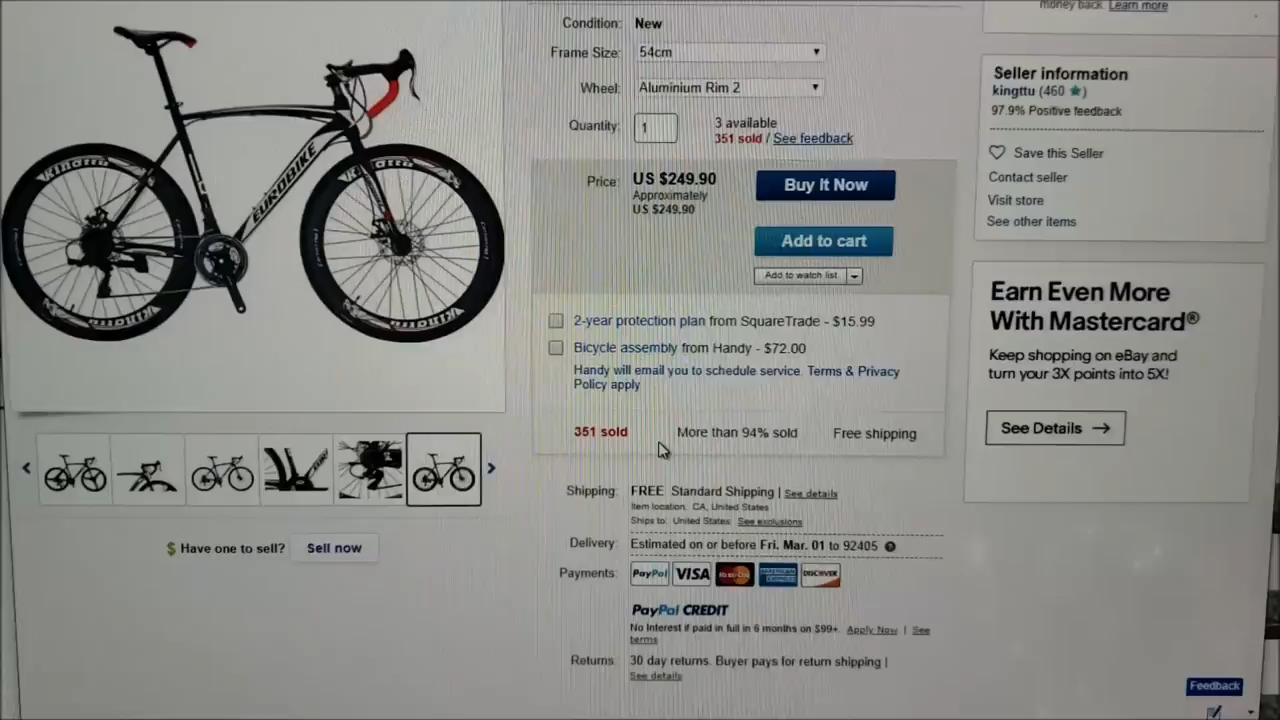 money back. Learn more
Condition: New
Frame Size: 54cm
Wheel: Aluminium Rim 2
Quantity: 1
3 available
351 sold / See feedback
Price: US $249.90
Approximately
US $249.90
Buy It Now
Add to cart
Add to watch list
2-year protection plan from SquareTrade - $15.99
Bicycle assembly from Handy - $72.00
Handy will email you to schedule service. Terms & Privacy
Policy apply
351 sold More than 94% sold Free shipping
Shipping: FREE Standard Shipping | See details
Item location: CA, United States
Ships to: United States See exclusions
Delivery: Estimated on or before Fri. Mar. 01 to 92405
Payments: PayPal VISA MasterCard AMERICAN EXPRESS DISCOVER
PayPal CREDIT
No Interest if paid in full in 6 months on $99+. Apply Now | See
terms
Returns: 30 day returns. Buyer pays for return shipping |
See details
Seller information
kingttu (460 ★)
97.9% Positive feedback
Save this Seller
Contact seller
Visit store
See other items
Earn Even More
With Mastercard®
Keep shopping on eBay and
turn your 3X points into 5X!
See Details →
EUROBIKE
$ Have one to sell? Sell now
Feedback